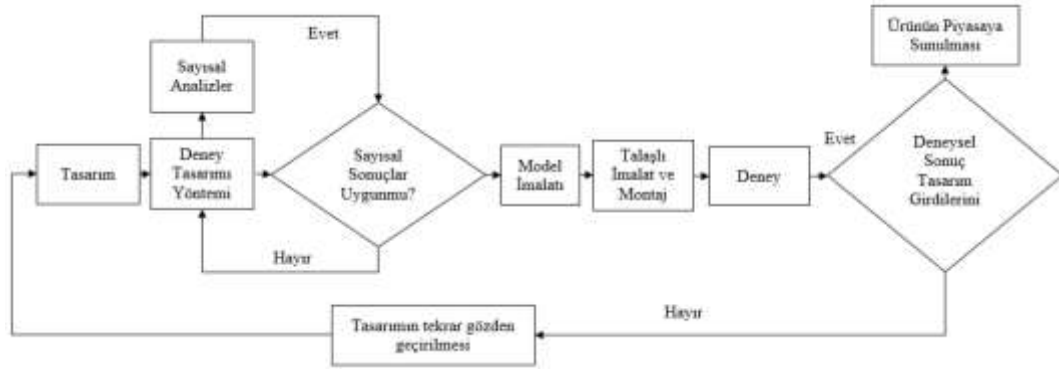 Evet
Sayısal
Analizler
Tasarım
Deney
Tasarımı
Yöntemi
Sayısal
Sonuçlar
Uygunmu?
Hayır
Model
İmalatı
Talaşlı
İmalat ve
Montaj
Deney
Evet
Ürünün Piyasaya
Sunulması
Deneysel
Sonuç
Tasarım
Girdilerini
Hayır
Tasarımın tekrar gözden
geçirilmesi